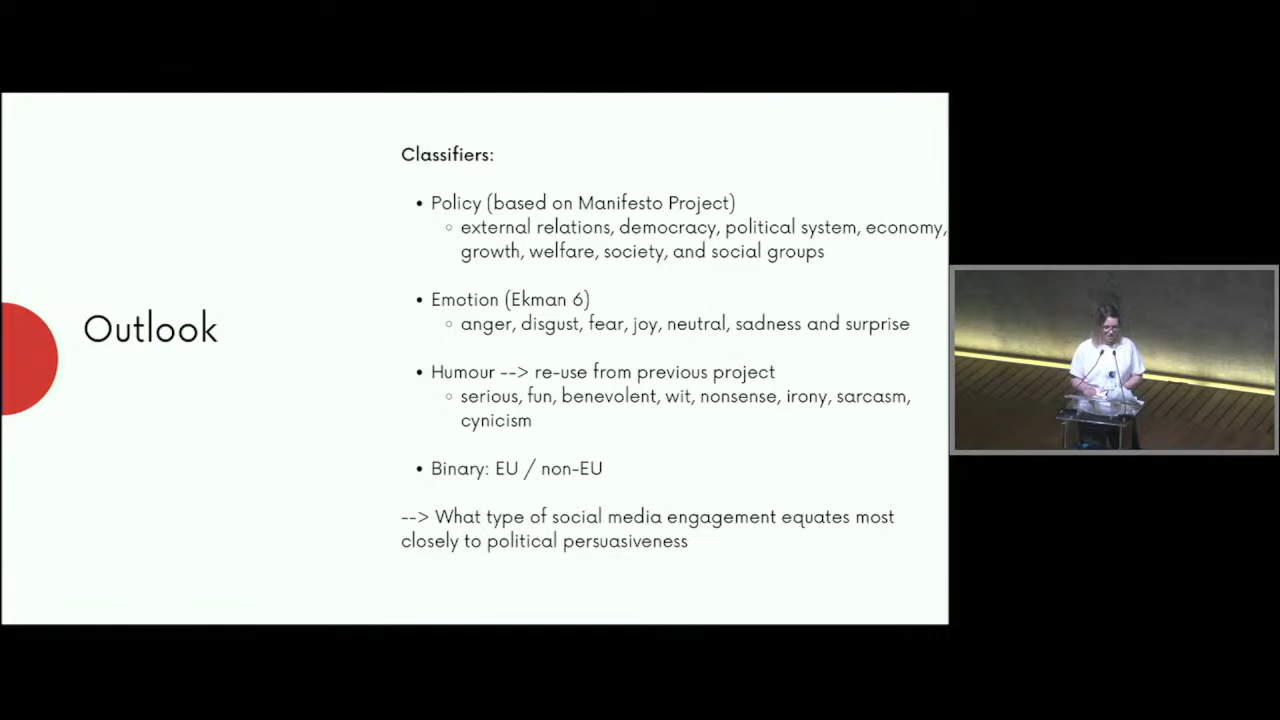 Outlook
Classifiers:
• Policy (based on Manifesto Project)
◦ external relations, democracy, political system, economy,
growth, welfare, society, and social groups
• Emotion (Ekman 6)
◦ anger, disgust, fear, joy, neutral, sadness and surprise
• Humour --> re-use from previous project
◦ serious, fun, benevolent, wit, nonsense, irony, sarcasm,
cynicism
• Binary: EU / non-EU
--> What type of social media engagement equates most
closely to political persuasiveness